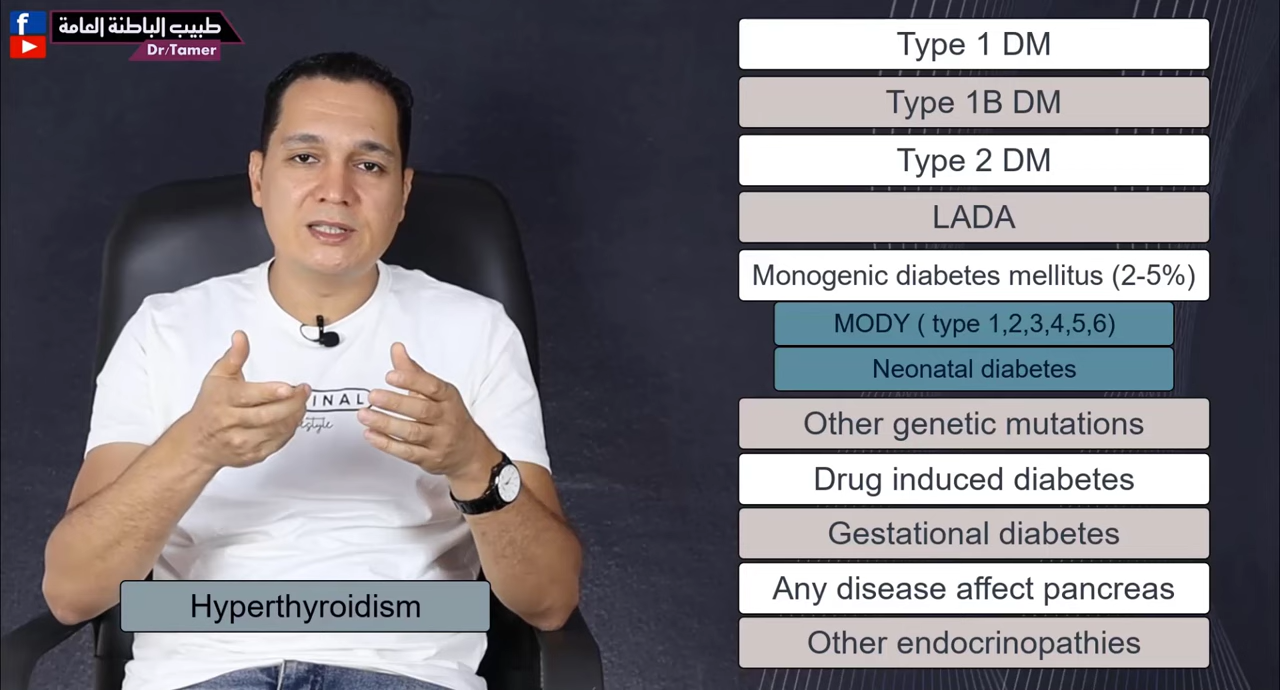 f
طبيب الباطنة العامة
Dr/Tamer
Type 1 DM
Type 1B DM
Type 2 DM
LADA
Monogenic diabetes mellitus (2-5%)
MODY ( type 1,2,3,4,5,6)
Neonatal diabetes
Other genetic mutations
Drug induced diabetes
Gestational diabetes
Any disease affect pancreas
Other endocrinopathies
INAL
estyle
Hyperthyroidism